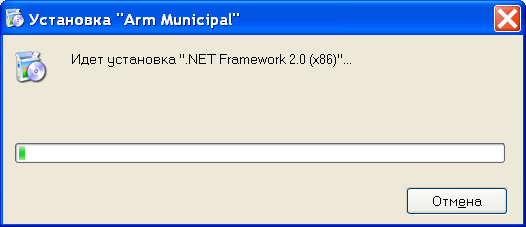 Установка "Arm Municipal"
Идет установка ".NET Framework 2.0 (x86)"...
Отмена